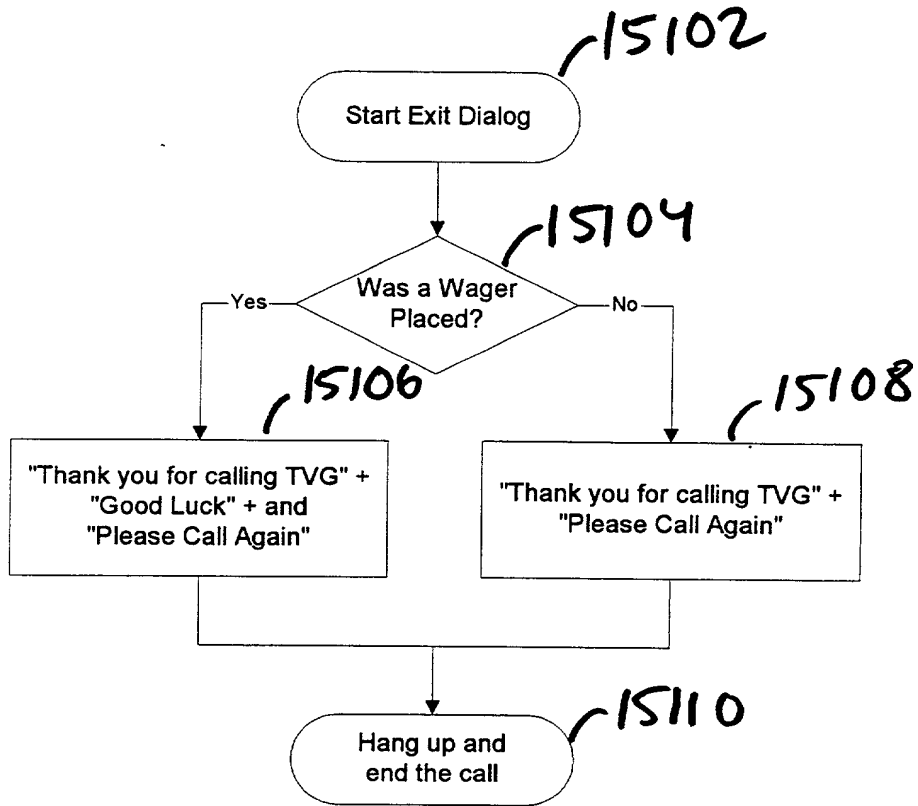 15102
Start Exit Dialog
15104
Was a Wager
Placed?
Yes
No
15106
15108
"Thank you for calling TVG" +
"Good Luck" + and
"Please Call Again"
"Thank you for calling TVG" +
"Please Call Again"
15110
Hang up and
end the call